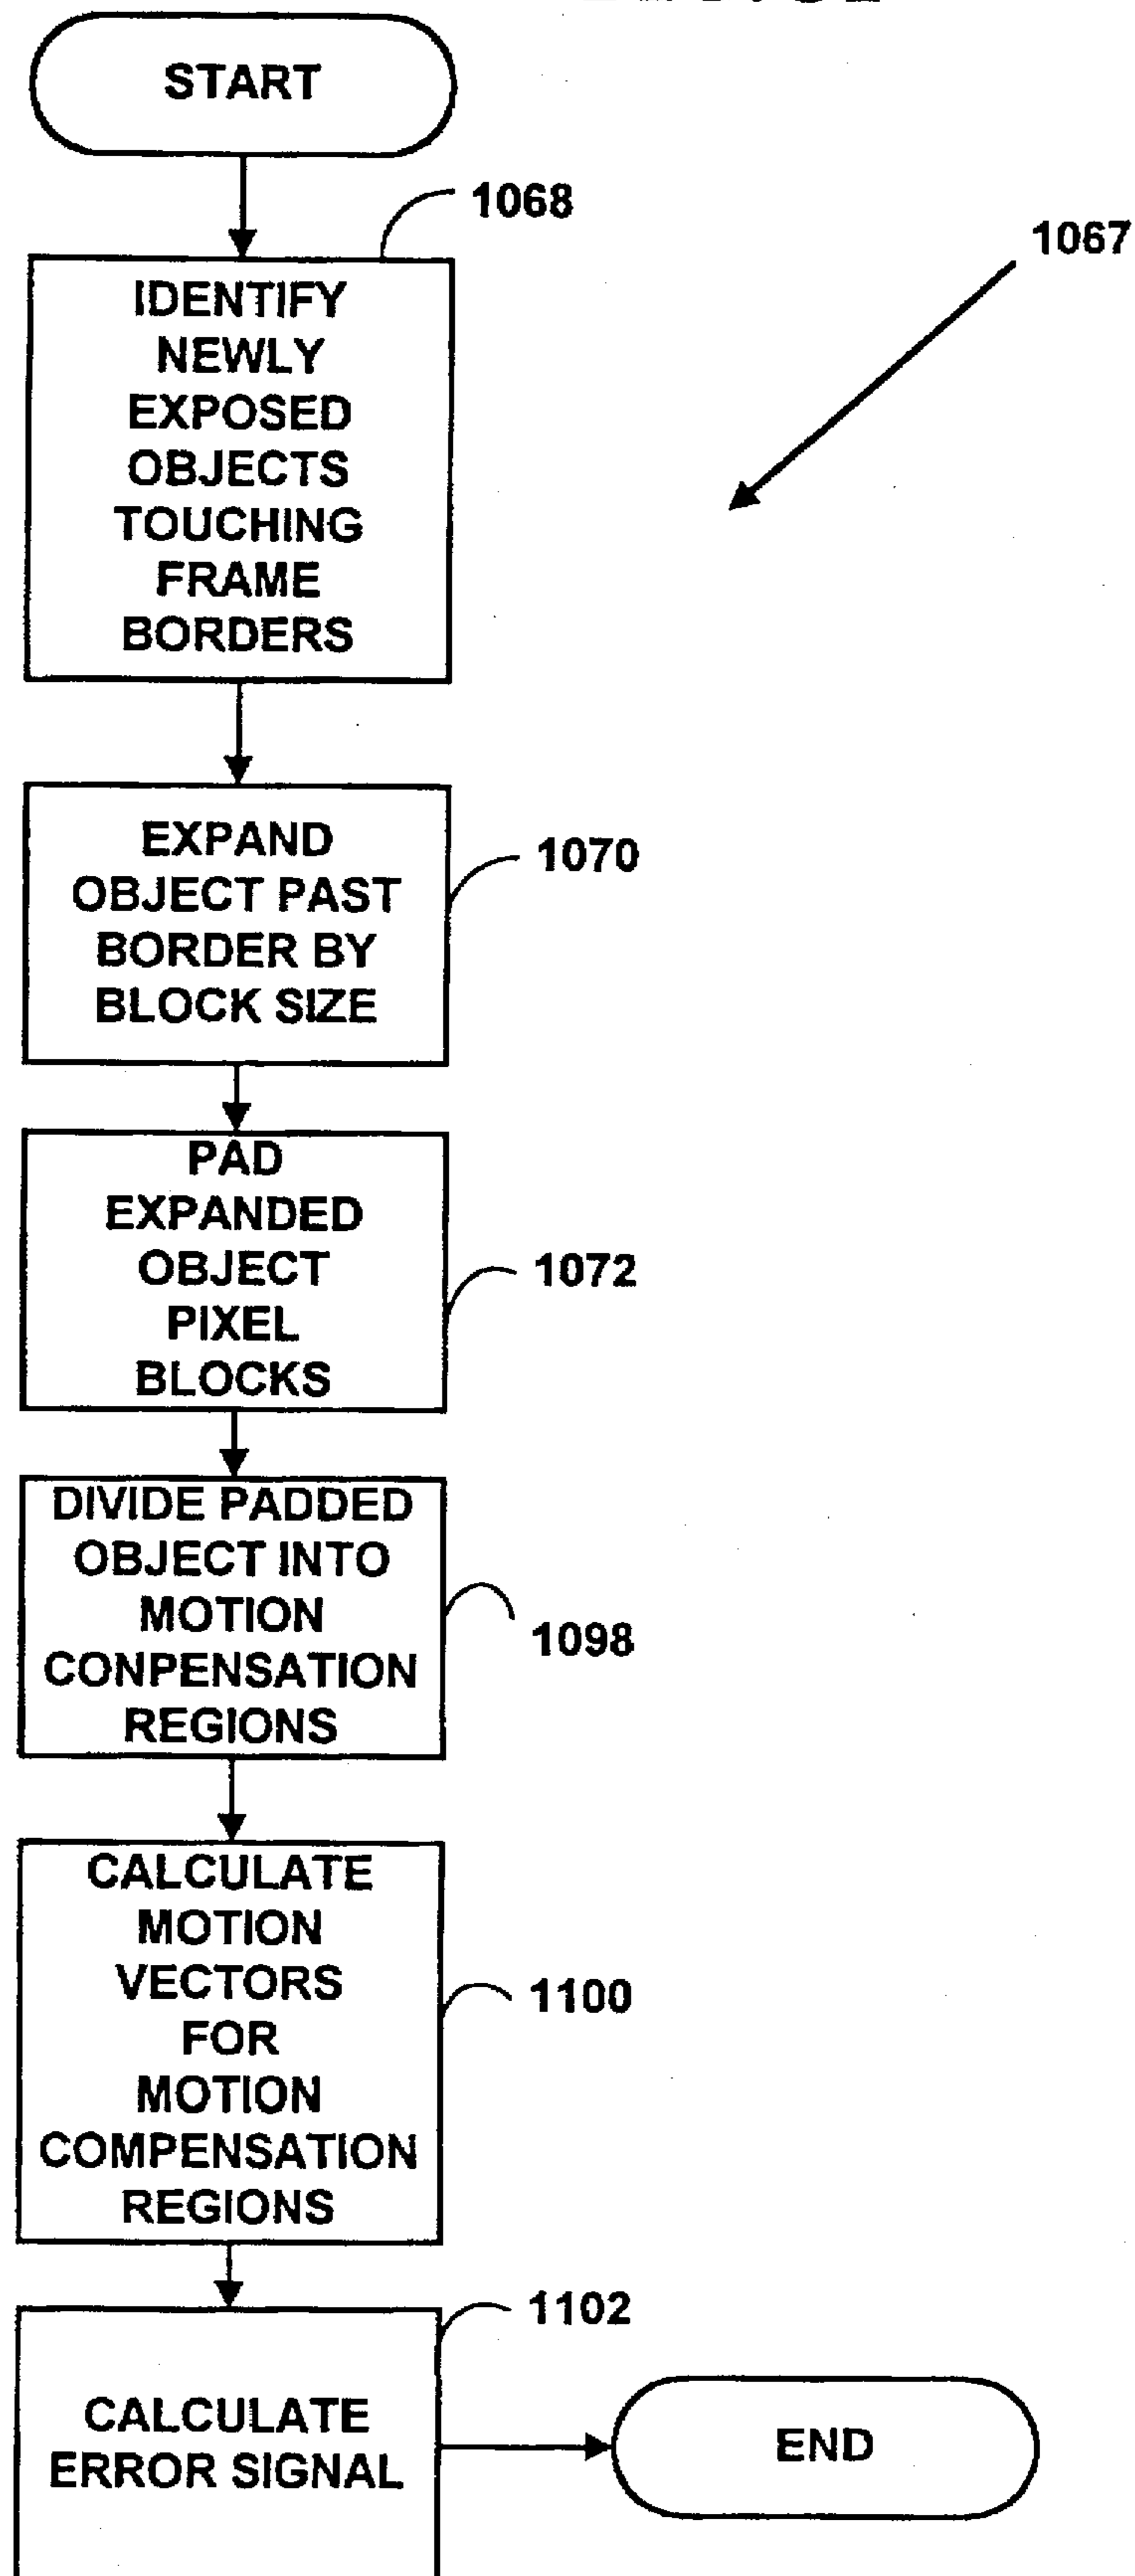 START
1068
1067
IDENTIFY
NEWLY
EXPOSED
OBJECTS
TOUCHING
FRAME
BORDERS
EXPAND
OBJECT PAST
BORDER BY
BLOCK SIZE
1070
PAD
EXPANDED
OBJECT
PIXEL
BLOCKS
1072
DIVIDE PADDED
OBJECT INTO
MOTION
CONPENSATION
REGIONS
1098
CALCULATE
MOTION
VECTORS
FOR
MOTION
COMPENSATION
REGIONS
1100
1102
CALCULATE
ERROR SIGNAL
END